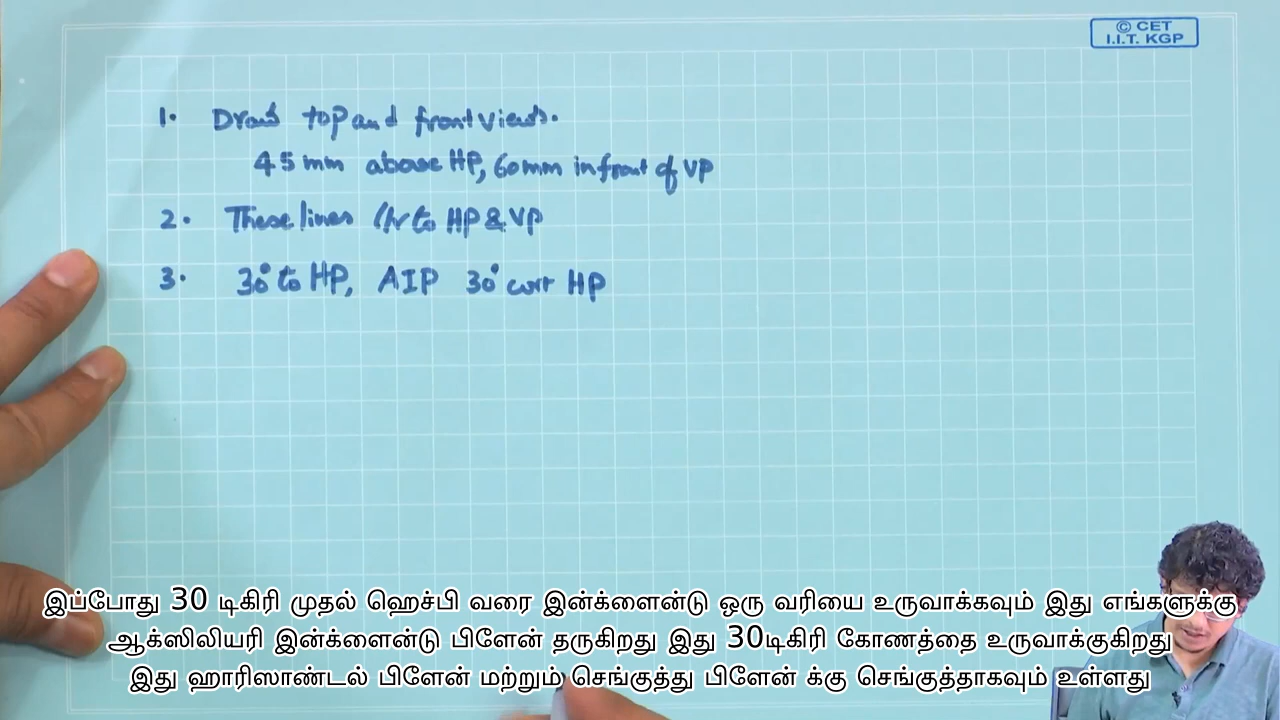 © CET
I.I.T. KGP
1. Draw top and front views.
45 mm above HP, 60mm in front of VP
2. These lines llr to HP & VP
3. 30° to HP, AIP 30° wrt HP
இப்போது 30 டிகிரி முதல் ஹெச்பி வரை இன்க்ளைன்டு ஒரு வரியை உருவாக்கவும் இது எங்களுக்கு
ஆக்ஸிலியரி இன்க்ளைன்டு பிளேன் தருகிறது இது 30டிகிரி கோணத்தை உருவாக்குகிறது
இது ஹாரிஸாண்டல் பிளேன் மற்றும் செங்குத்து பிளேன் க்கு செங்குத்தாகவும் உள்ளது